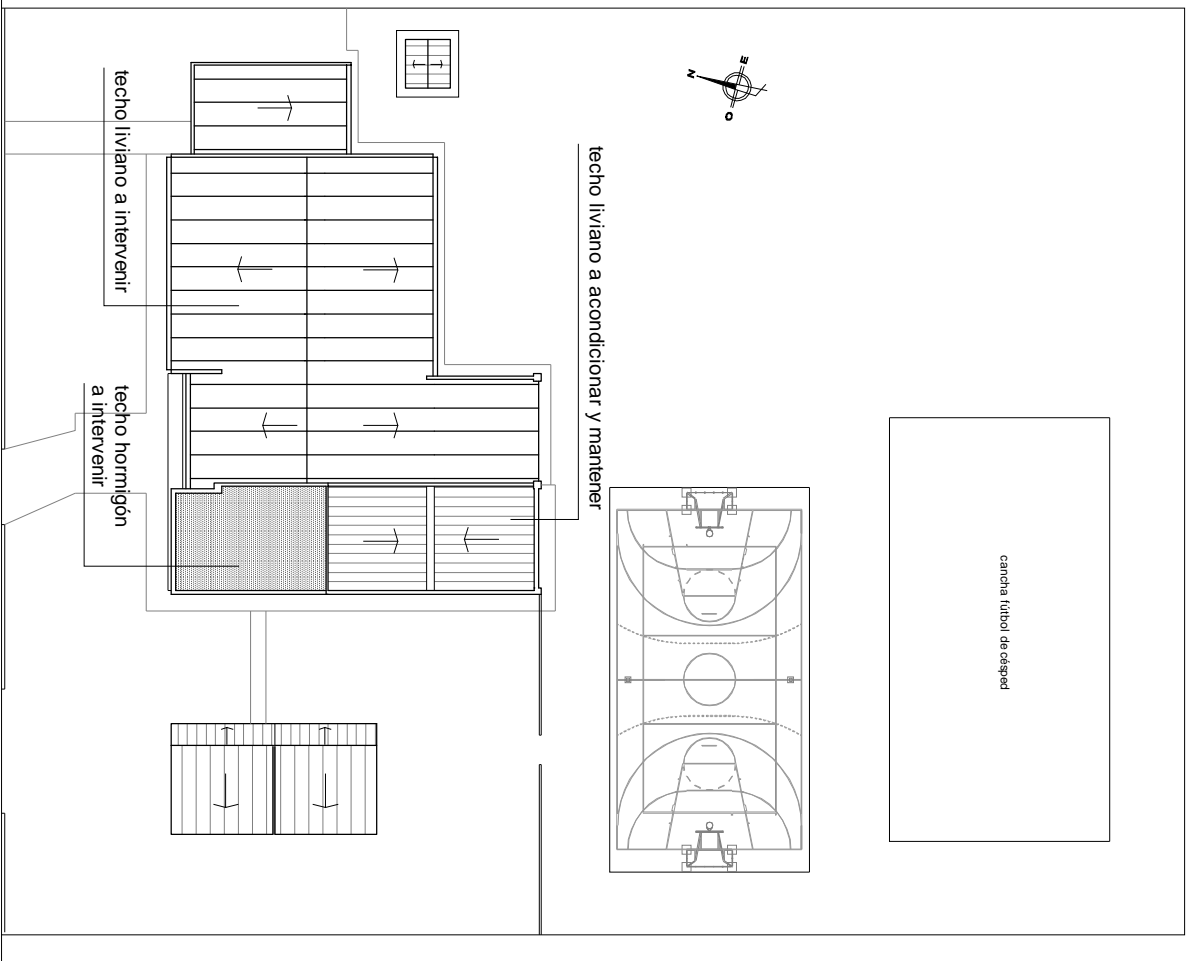 E
N
O
techo liviano a intervenir
techo liviano a acondicionar y mantener
techo hormigón
a intervenir
cancha fútbol de césped